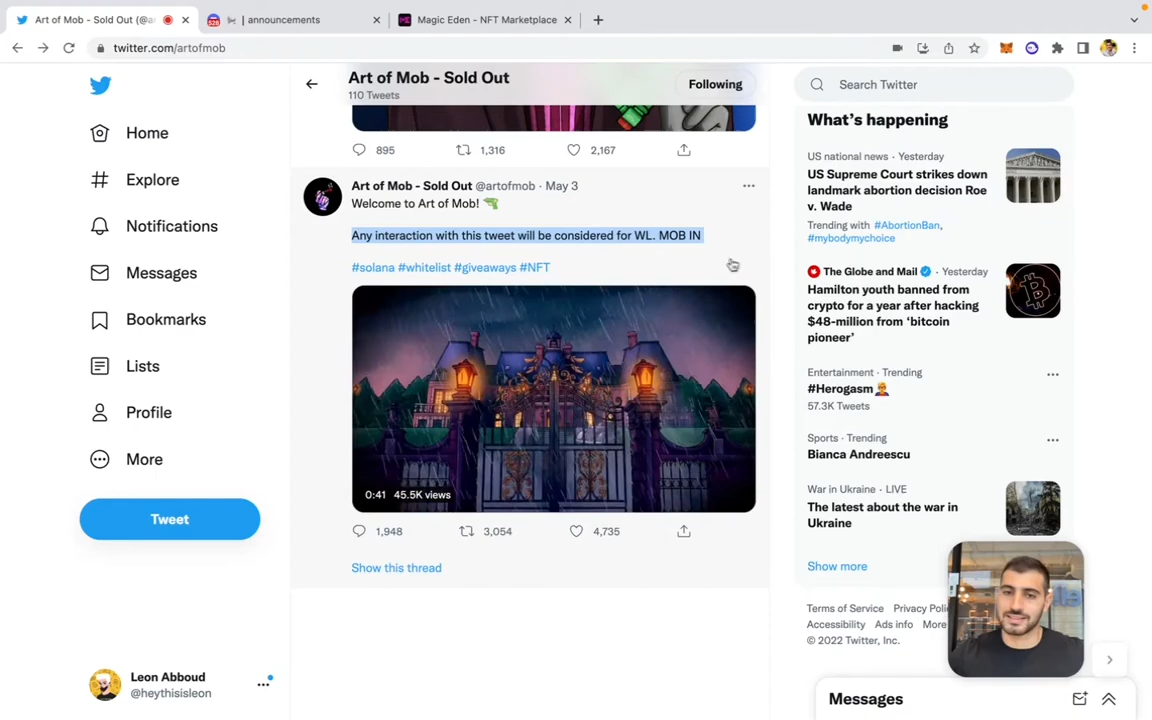 Art of Mob - Sold Out (@a
528
| announcements
Magic Eden - NFT Marketplace
twitter.com/artofmob
Home
Explore
Notifications
Messages
Bookmarks
Lists
Profile
More
Tweet
Leon Abboud
@heythisisleon
Art of Mob - Sold Out
110 Tweets
Following
895
1,316
2,167
Art of Mob - Sold Out @artofmob · May 3
Welcome to Art of Mob!
Any interaction with this tweet will be considered for WL. MOB IN
#solana #whitelist #giveaways #NFT
0:41 45.5K views
1,948
3,054
4,735
Show this thread
Search Twitter
What's happening
US national news · Yesterday
US Supreme Court strikes down
landmark abortion decision Roe
v. Wade
Trending with #AbortionBan,
#mybodymychoice
The Globe and Mail · Yesterday
Hamilton youth banned from
crypto for a year after hacking
$48-million from ‘bitcoin
pioneer’
Entertainment · Trending
#Herogasm
57.3K Tweets
Sports · Trending
Bianca Andreescu
War in Ukraine · LIVE
The latest about the war in
Ukraine
Show more
Terms of Service Privacy Poli
Accessibility Ads info More
© 2022 Twitter, Inc.
Messages